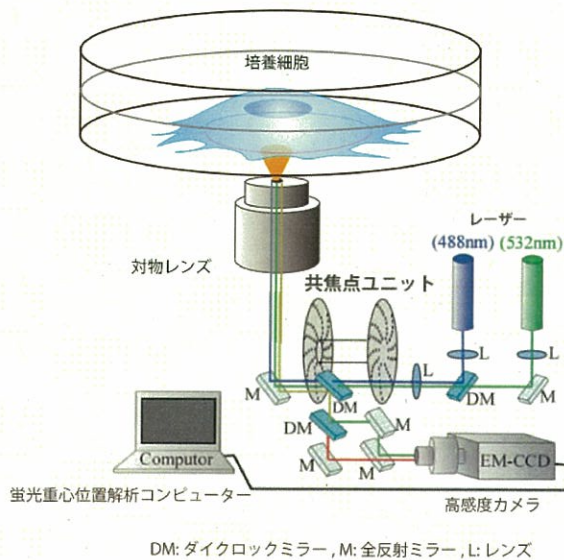 培養細胞
レーザー
(488nm) (532nm)
対物レンズ
共焦点ユニット
L
L
L
M
DM
DM
M
DM
M
M
M
Computor
EM-CCD
蛍光重心位置解析コンピューター
高感度カメラ
DM: ダイクロックミラー , M: 全反射ミラー , L: レンズ